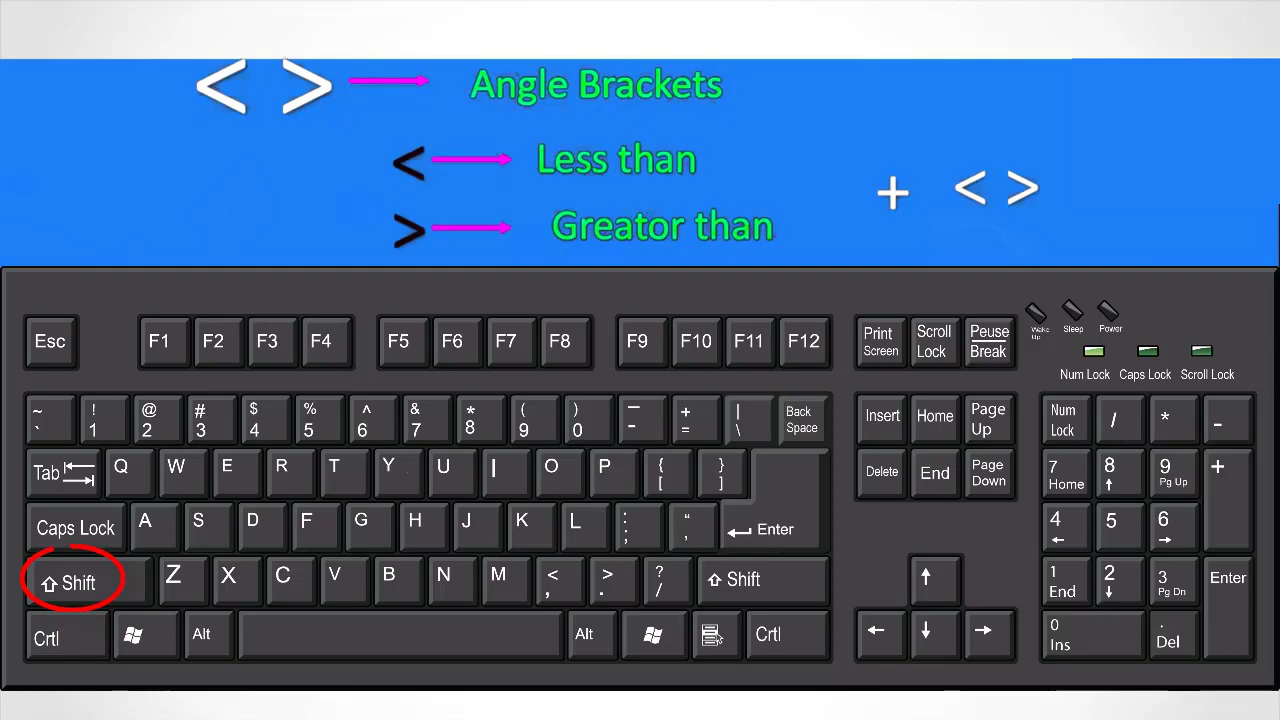 < > Angle Brackets
< Less than
> Greator than
+ < >
Wake Up Sleep Power
Num Lock Caps Lock Scroll Lock
Esc F1 F2 F3 F4 F5 F6 F7 F8 F9 F10 F11 F12 Print Screen Scroll Lock Peuse Break
~ ` ! 1 @ 2 # 3 $ 4 % 5 ^ 6 & 7 * 8 ( 9 ) 0 — - + = | \ Back Space Insert Home Page Up Num Lock / * -
Tab Q W E R T Y U I O P { [ } ] Delete End Page Down 7 Home 8 ↑ 9 Pg Up +
Caps Lock A S D F G H J K L : ; “ , Enter 4 ← 5 6 →
Shift Z X C V B N M < , > . ? / Shift ↑ 1 End 2 ↓ 3 Pg Dn Enter
Crtl Alt Alt Crtl ← ↓ → 0 Ins . Del